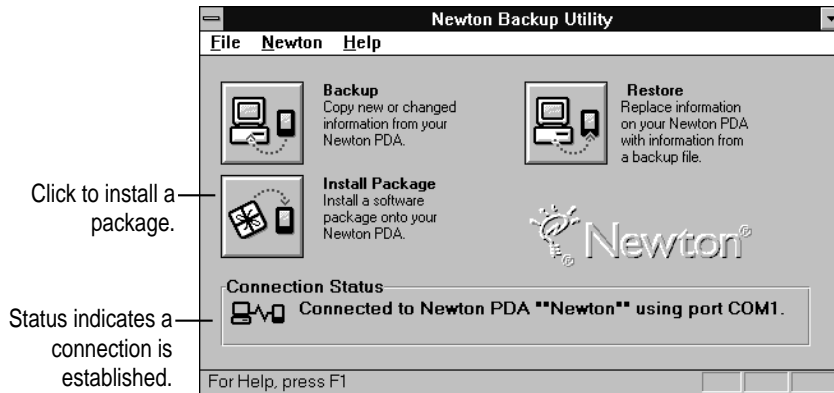 Newton Backup Utility
File Newton Help
Backup
Copy new or changed
information from your
Newton PDA.
Restore
Replace information
on your Newton PDA
with information from
a backup file.
Click to install a
package.
Install Package
Install a software
package onto your
Newton PDA.
Newton®
Connection Status
Connected to Newton PDA ""Newton"" using port COM1.
Status indicates a
connection is
established.
For Help, press F1